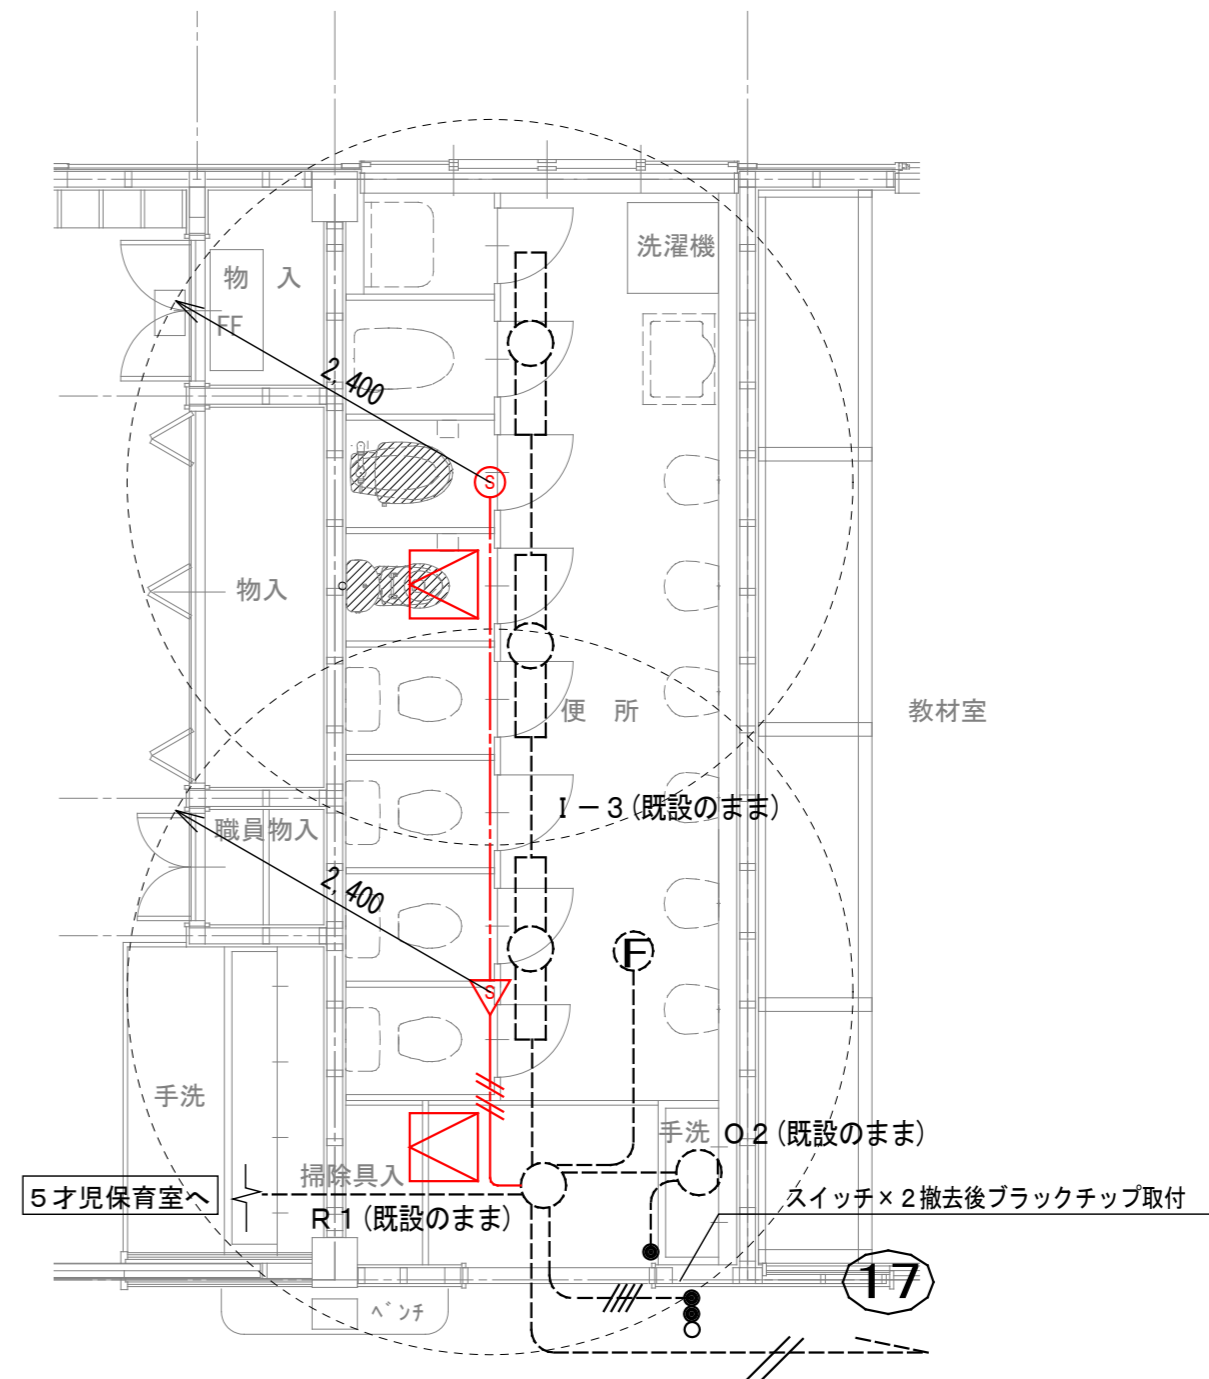 洗濯機
物　入
FF
2,400
S
物入
便　所
教材室
Ｉ－３(既設のまま)
職員物入
2,400
F
S
手洗
手洗
Ｏ２(既設のまま)
掃除具入
５才児保育室へ
Ｒ１(既設のまま)
スイッチ×２撤去後ブラックチップ取付
17
ﾍﾞﾝﾁ